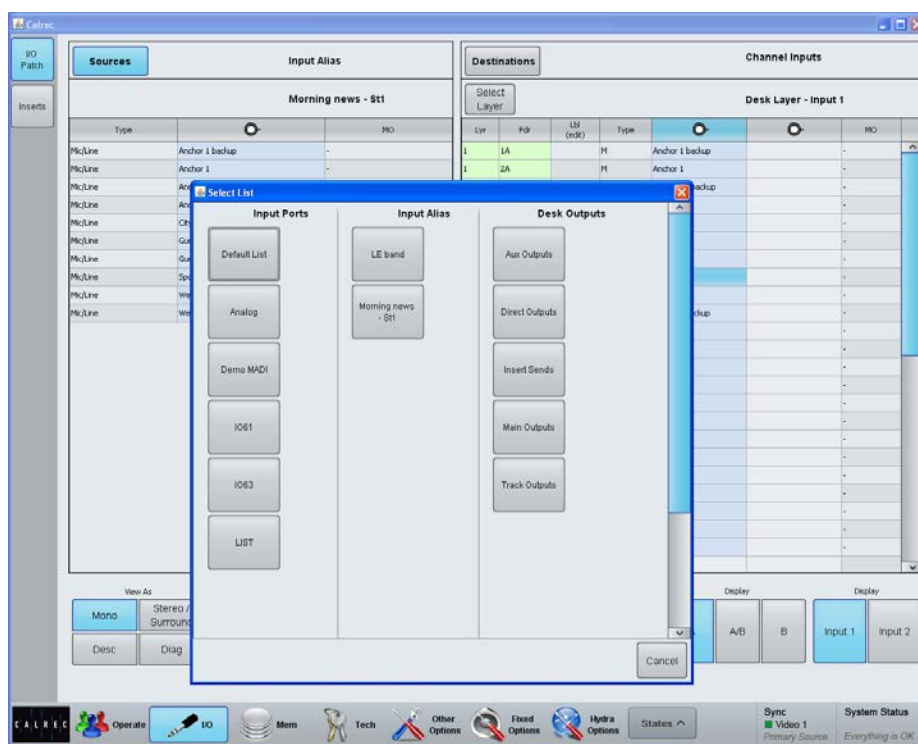 Calrec
I/O Patch
Inserts
Sources
Input Alias
Morning news - St1
Type
MO
Mic/Line Anchor 1 backup -
Mic/Line Anchor 1 -
Mic/Line
Mic/Line
Mic/Line
Mic/Line
Mic/Line
Mic/Line
Mic/Line
Mic/Line
Destinations
Channel Inputs
Select Layer
Desk Layer - Input 1
Lyr Fdr Lbl (edit) Type MO
1 1A M Anchor 1 backup -
1 2A M Anchor 1 -
Select List
Input Ports
Default List
Analog
Demo MADI
IO61
IO63
LIST
Input Alias
LE band
Morning news - St1
Desk Outputs
Aux Outputs
Direct Outputs
Insert Sends
Main Outputs
Track Outputs
Cancel
View As
Mono
Stereo / Surround
Desc
Diag
Display
A/B
B
Display
Input 1
Input 2
CALREC
Operate
I/O
Mem
Tech
Other Options
Fixed Options
Hydra Options
States
Sync
Video 1
Primary Source
System Status
Everything is OK